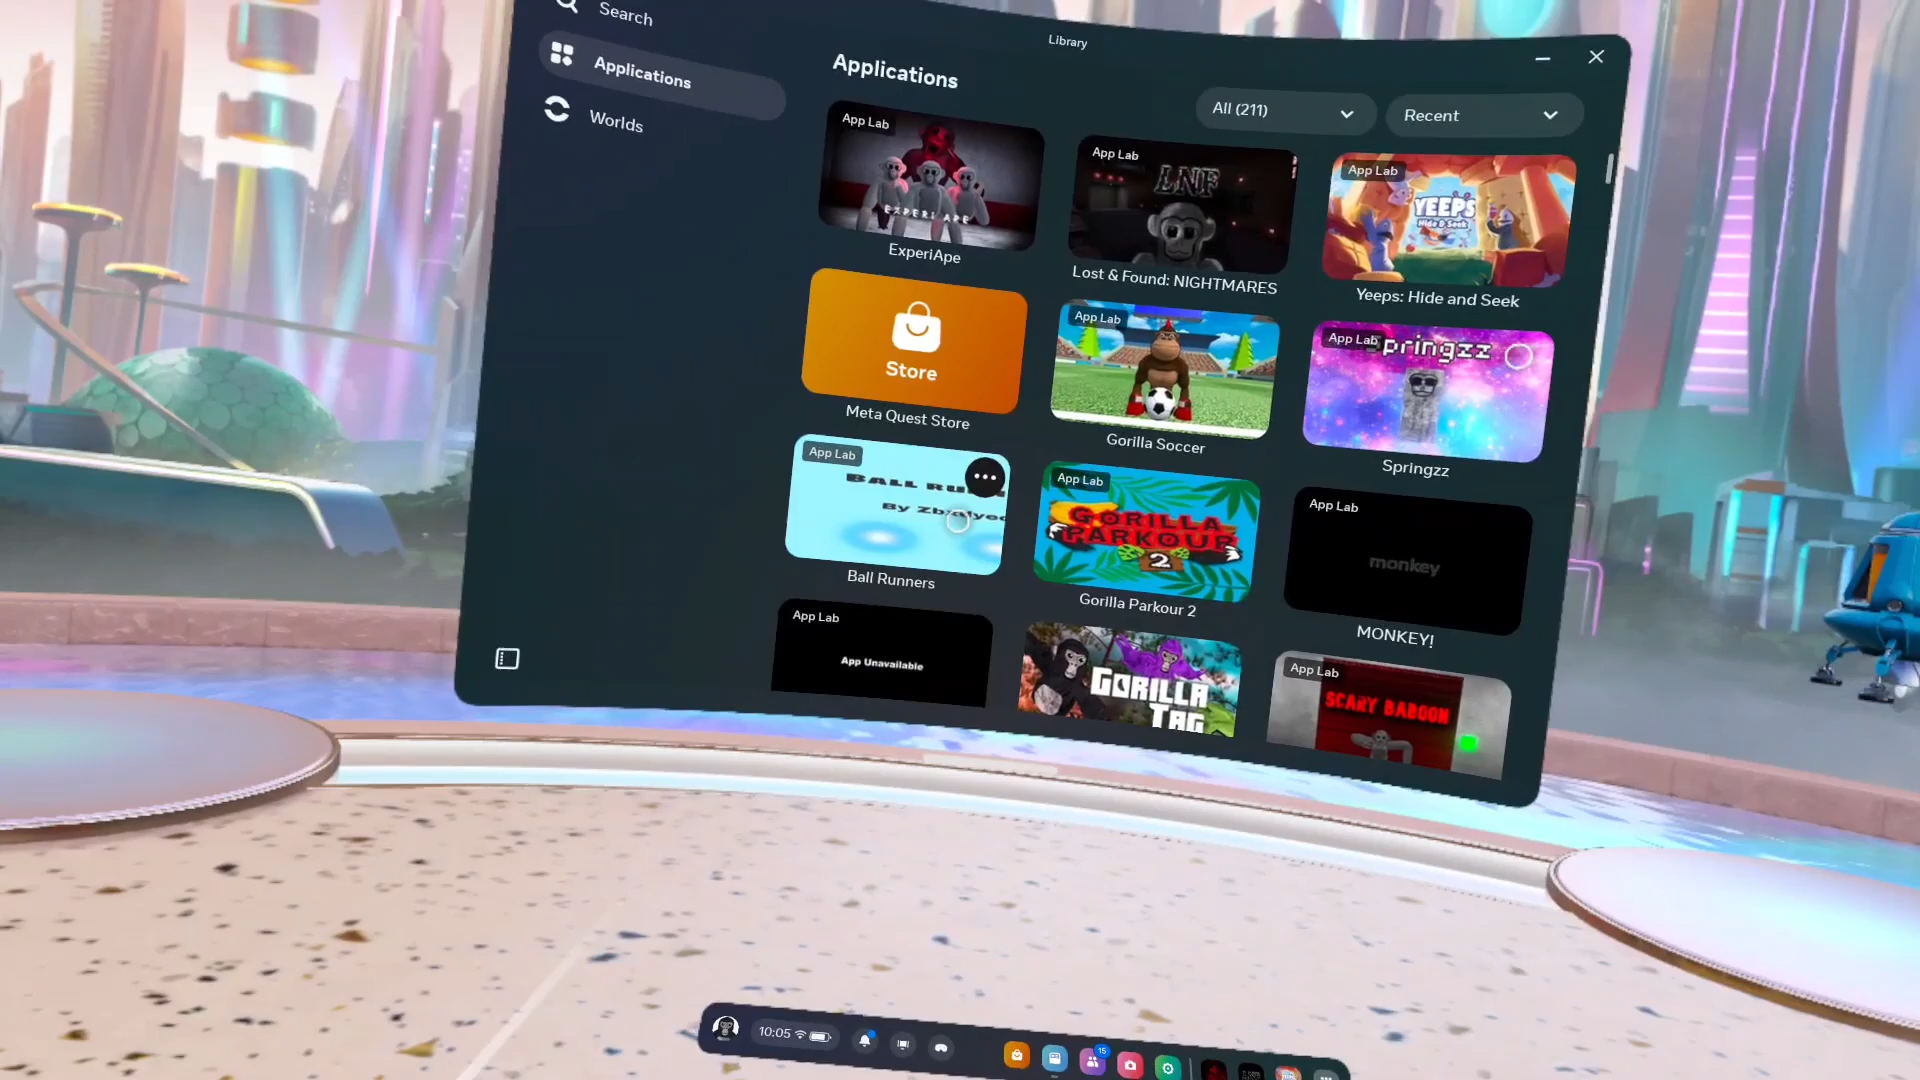 Search
Applications
Worlds
Library
Applications
All (211)
Recent
App Lab
EXPERI APE
ExperiApe
App Lab
LNF
Lost & Found: NIGHTMARES
App Lab
YEEPS
Hide & Seek
Yeeps: Hide and Seek
Store
Meta Quest Store
App Lab
Gorilla Soccer
App Lab
Springzz
Springzz
App Lab
BALL RU
Ball Runners
App Lab
GORILLA
PARKOUR
2
Gorilla Parkour 2
App Lab
monkey
MONKEY!
App Lab
App Unavailable
GORILLA
TAG
App Lab
SCARY BABOON
10:05
15